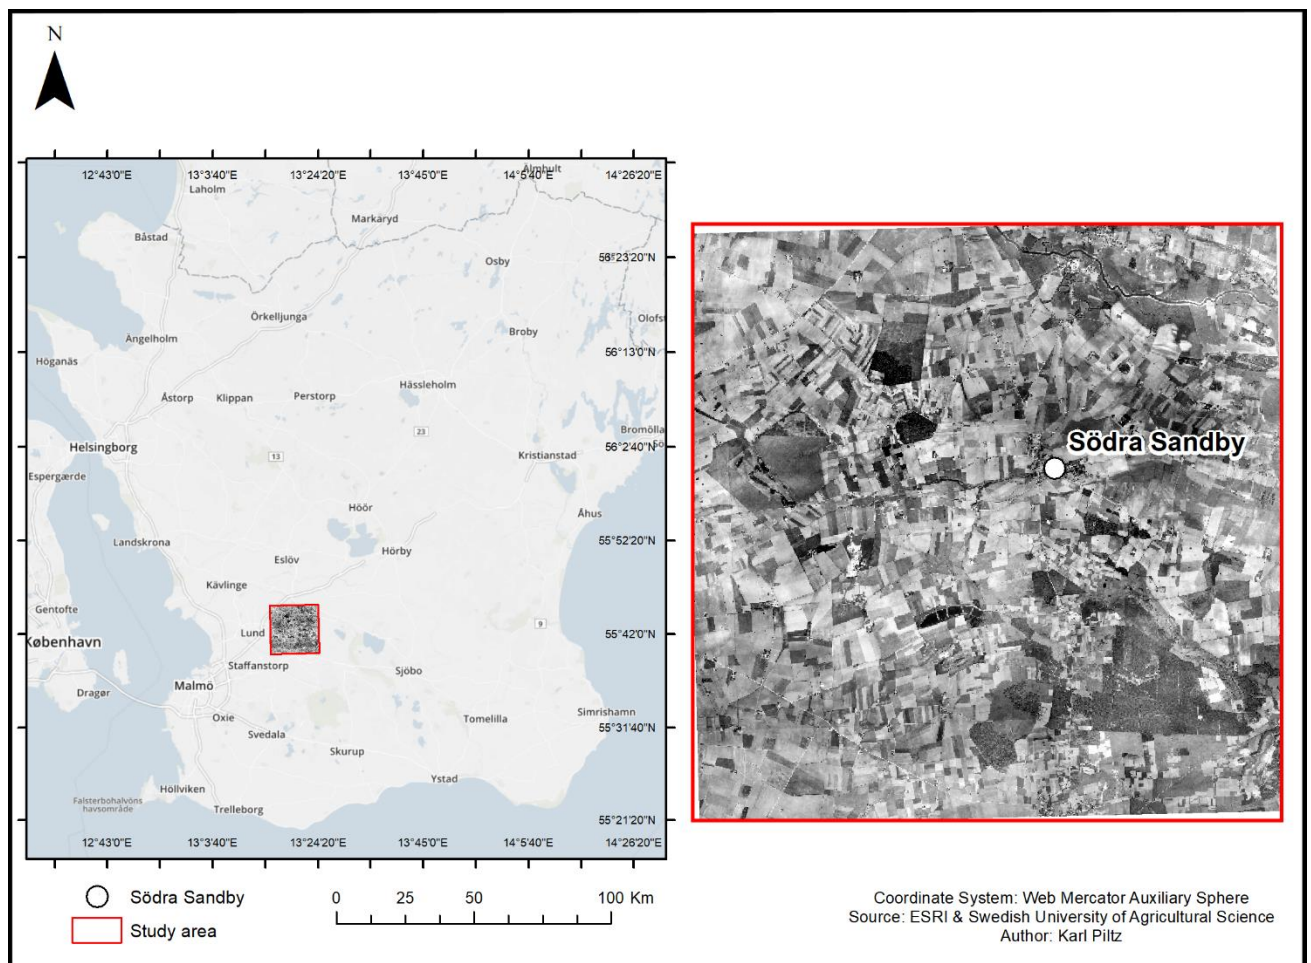 N
12°43'0"E 13°3'40"E 13°24'20"E 13°45'0"E 14°5'40"E 14°26'20"E
Älmhult
Laholm
Markaryd
Båstad
Osby
56°23'20"N
Örkelljunga
Olofst
Broby
Ängelholm
56°13'0"N
Höganäs
Hässleholm
Åstorp
Klippan
Perstorp
23
Bromölla
Helsingborg
Sö
56°2'40"N
13
Kristianstad
Espergærde
Höör
Åhus
Landskrona
55°52'20"N
Hörby
Eslöv
Kävlinge
Gentofte
9
Lund
55°42'0"N
København
Staffanstorp
Sjöbo
Malmö
Dragør
Simrishamn
Oxie
Tomelilla
Svedala
55°31'40"N
Skurup
Ystad
Höllviken
Falsterbohalvöns
havsområde
Trelleborg
55°21'20"N
12°43'0"E 13°3'40"E 13°24'20"E 13°45'0"E 14°5'40"E 14°26'20"E
Södra Sandby
Södra Sandby
Study area
0 25 50 100 Km
Coordinate System: Web Mercator Auxiliary Sphere
Source: ESRI & Swedish University of Agricultural Science
Author: Karl Piltz